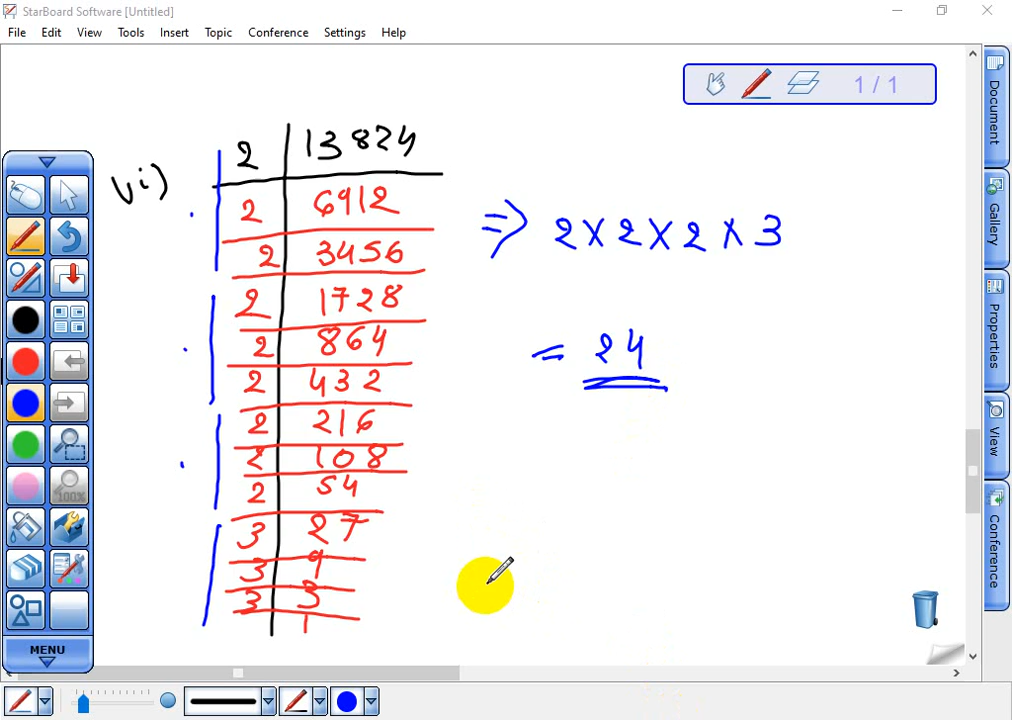 StarBoard Software [Untitled]
File Edit View Tools Insert Topic Conference Settings Help
1 / 1
Document
Gallery
Properties
View
Conference
100%
MENU
vi)
2 13824
2 6912
2 3456
2 1728
2 864
2 432
2 216
2 108
2 54
3 27
3 9
3 3
1
⇒ 2 × 2 × 2 × 3
= 24